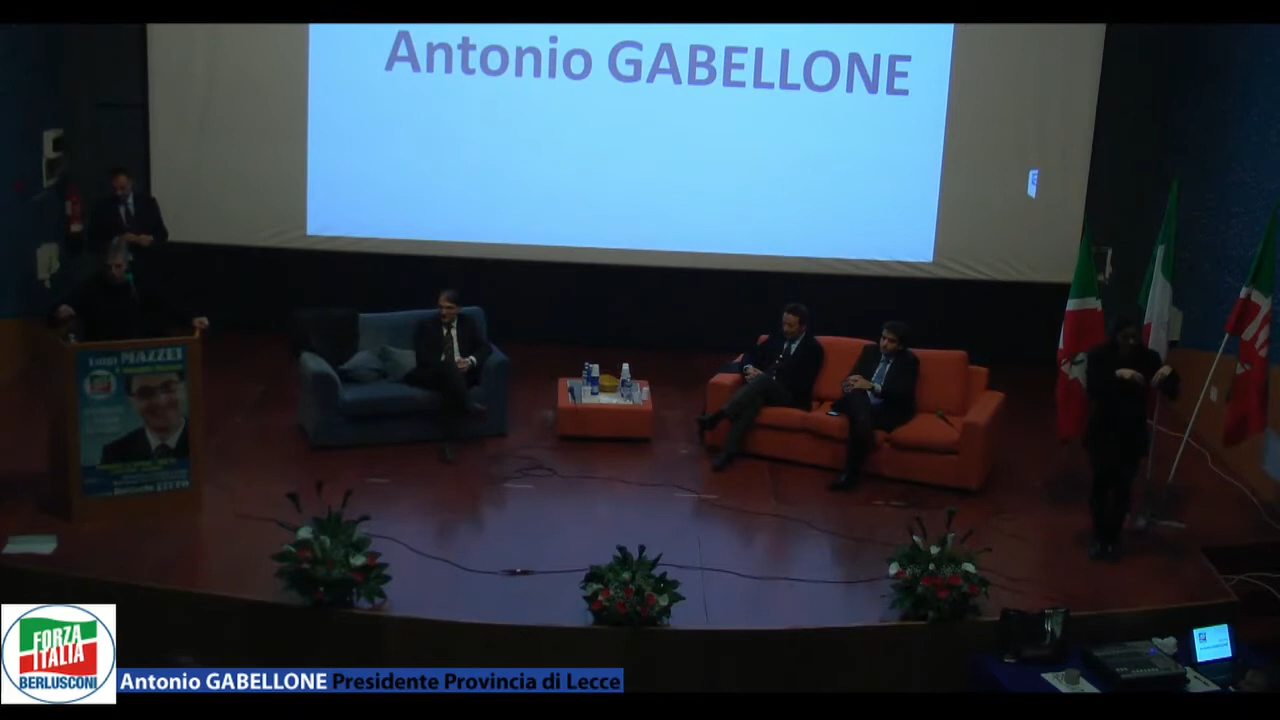 Antonio GABELLONE
Luigi MAZZEI
FORZA
ITALIA
BERLUSCONI
Antonio GABELLONE Presidente Provincia di Lecce